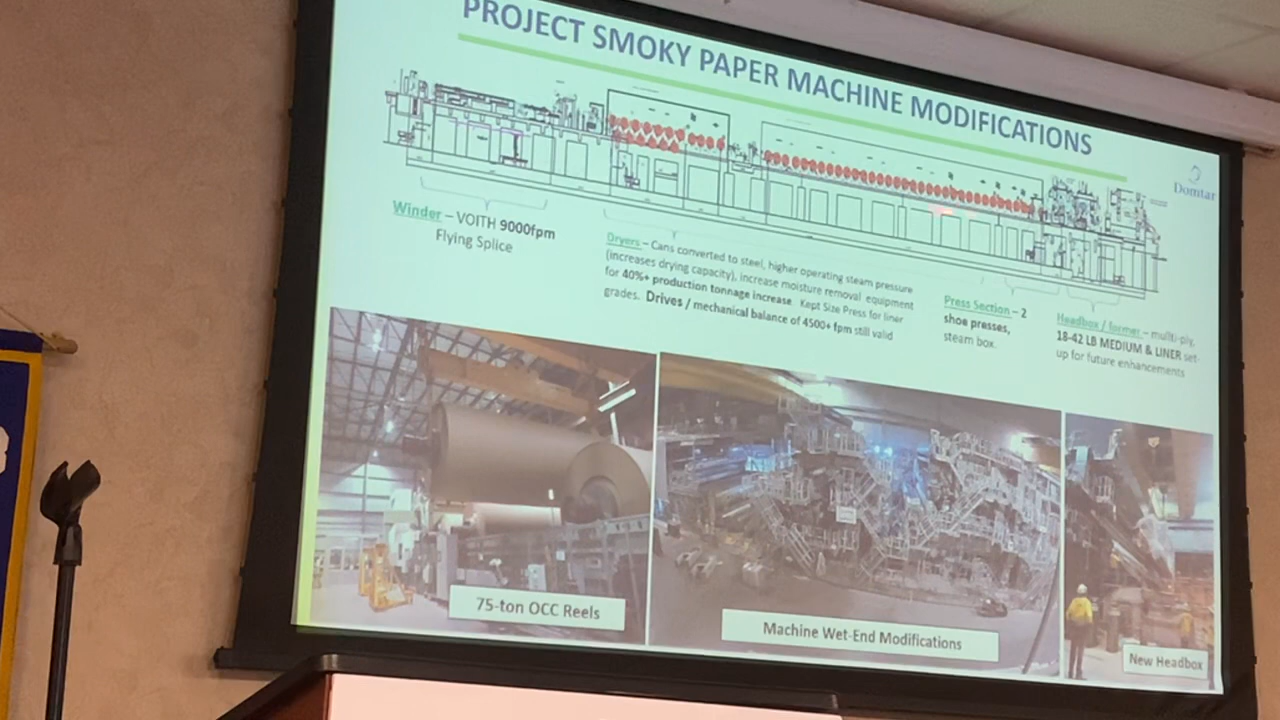 PROJECT SMOKY PAPER MACHINE MODIFICATIONS
Domtar
Winder – VOITH 9000fpm
Flying Splice
Dryers – Cans converted to steel, higher operating steam pressure
(increases drying capacity), increase moisture removal equipment
for 40%+ production tonnage increase. Kept Size Press for liner
grades. Drives / mechanical balance of 4500+ fpm still valid
Press Section – 2
shoe presses,
steam box.
Headbox / former – multi-ply,
18-42 LB MEDIUM & LINER set-
up for future enhancements
75-ton OCC Reels
Machine Wet-End Modifications
New Headbox